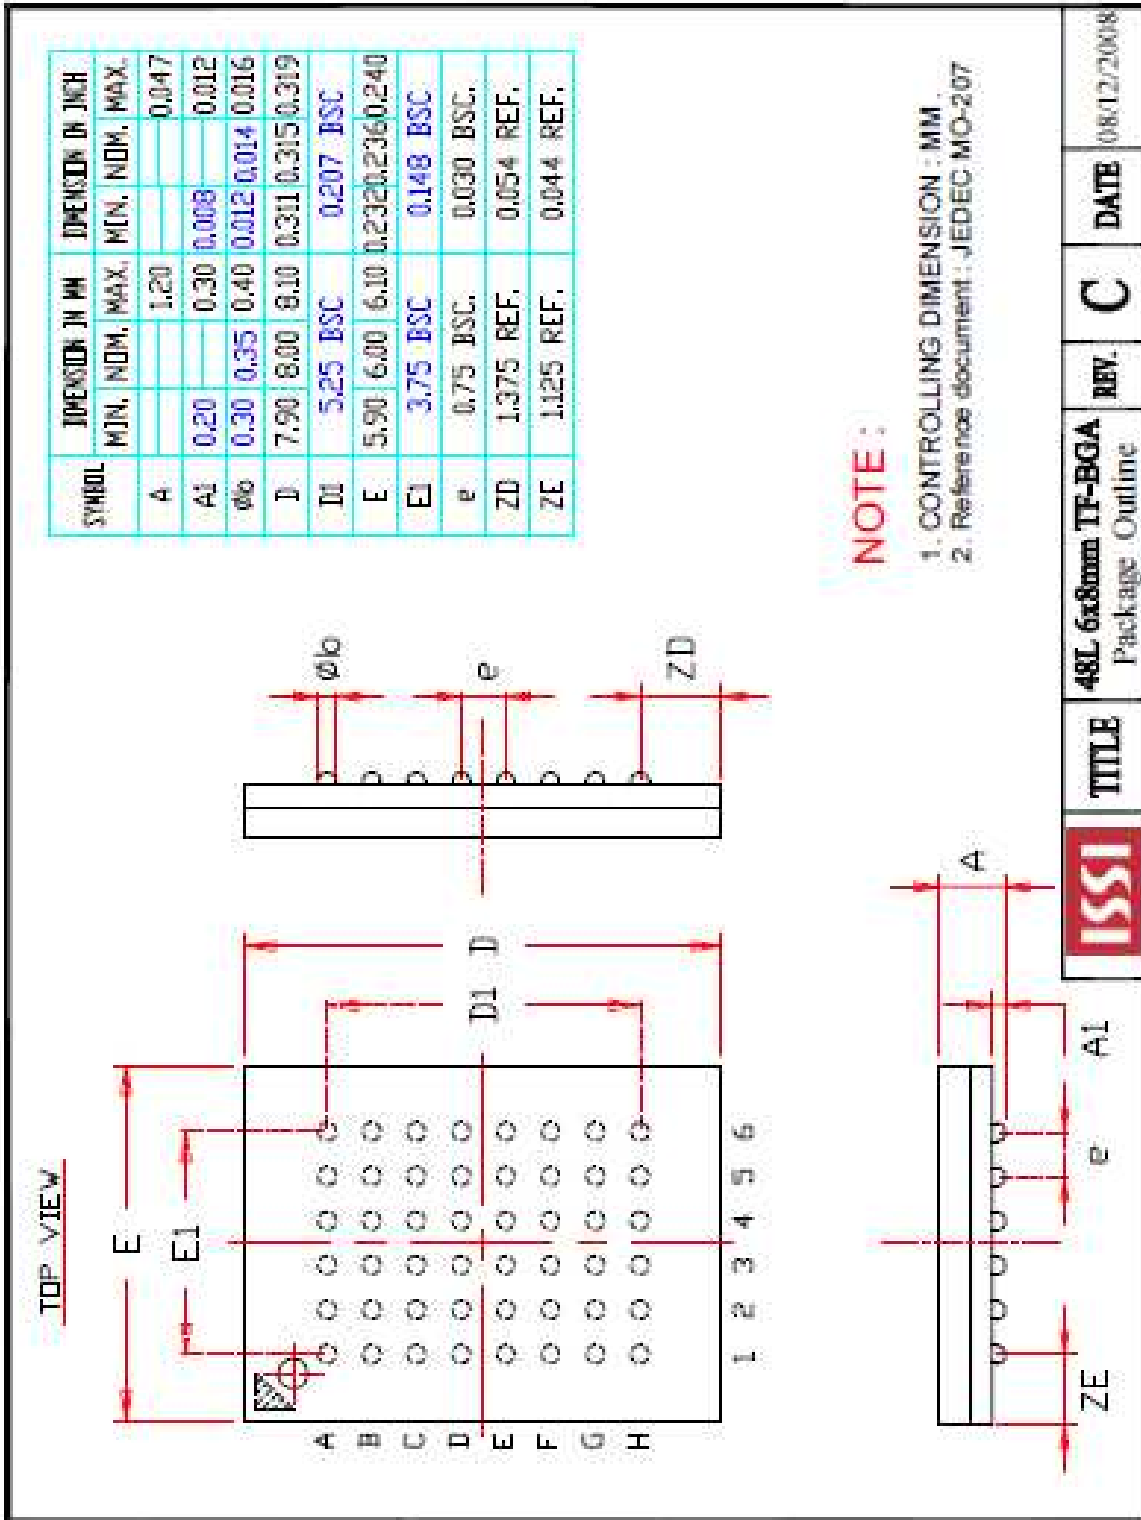 TOP VIEW
E
E1
A
B
C
D
E
F
G
H
1 2 3 4 5 6
D1
D
Øb
e
ZD
ZE
e
A1
A
SYMBOL DIMENSION IN MM DIMENSION IN INCH
MIN. NOM. MAX. MIN. NOM. MAX.
A 1.20 0.047
A1 0.20 0.30 0.008 0.012
Øb 0.30 0.35 0.40 0.012 0.014 0.016
D 7.90 8.00 8.10 0.311 0.315 0.319
D1 5.25 BSC 0.207 BSC
E 5.90 6.00 6.10 0.232 0.236 0.240
E1 3.75 BSC 0.148 BSC
e 0.75 BSC. 0.030 BSC.
ZD 1.375 REF. 0.054 REF.
ZE 1.125 REF. 0.044 REF.
NOTE :
1. CONTROLLING DIMENSION : MM .
2. Reference document : JEDEC MO-207
ISSI TITLE 48L 6x8mm TF-BGA
Package Outline
REV. C DATE 08/12/2008